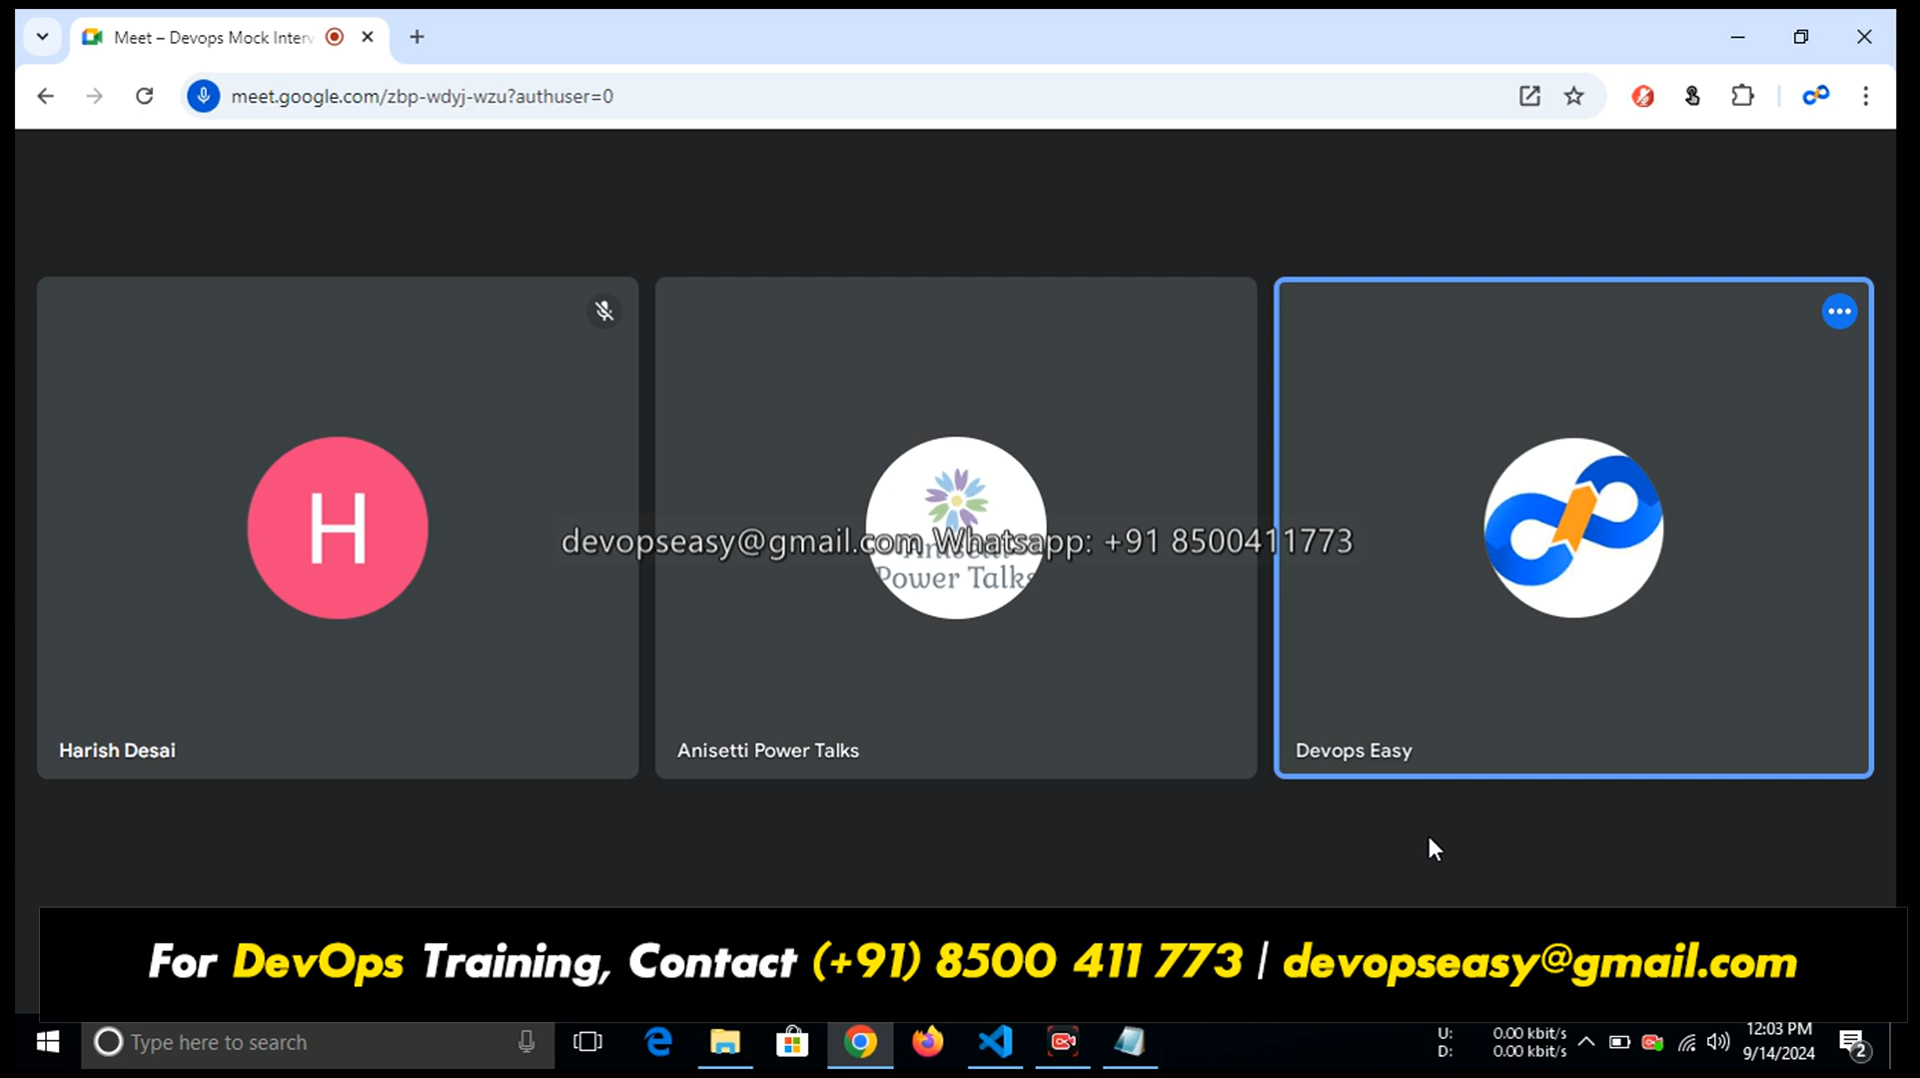 Meet – Devops Mock Interv
meet.google.com/zbp-wdyj-wzu?authuser=0
H
Power Talks
devopseasy@gmail.com Whatsapp: +91 8500411773
Harish Desai
Anisetti Power Talks
Devops Easy
For DevOps Training, Contact (+91) 8500 411 773 | devopseasy@gmail.com
Type here to search
U: 0.00 kbit/s
D: 0.00 kbit/s
12:03 PM
9/14/2024
2